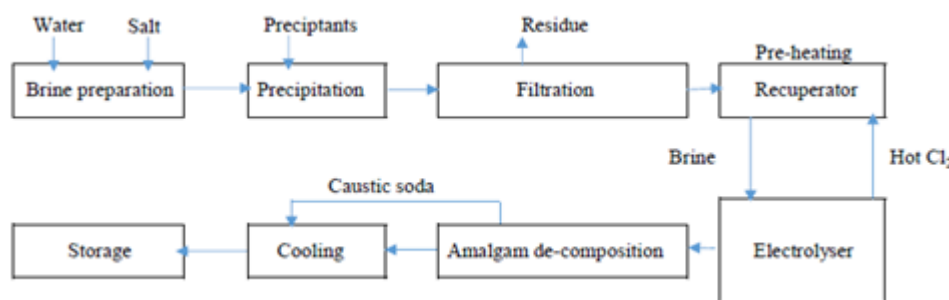 Water
Salt
Preciptants
Residue
Pre-heating
Brine preparation
Precipitation
Filtration
Recuperator
Brine
Hot Cl₂
Caustic soda
Storage
Cooling
Amalgam de-composition
Electrolyser